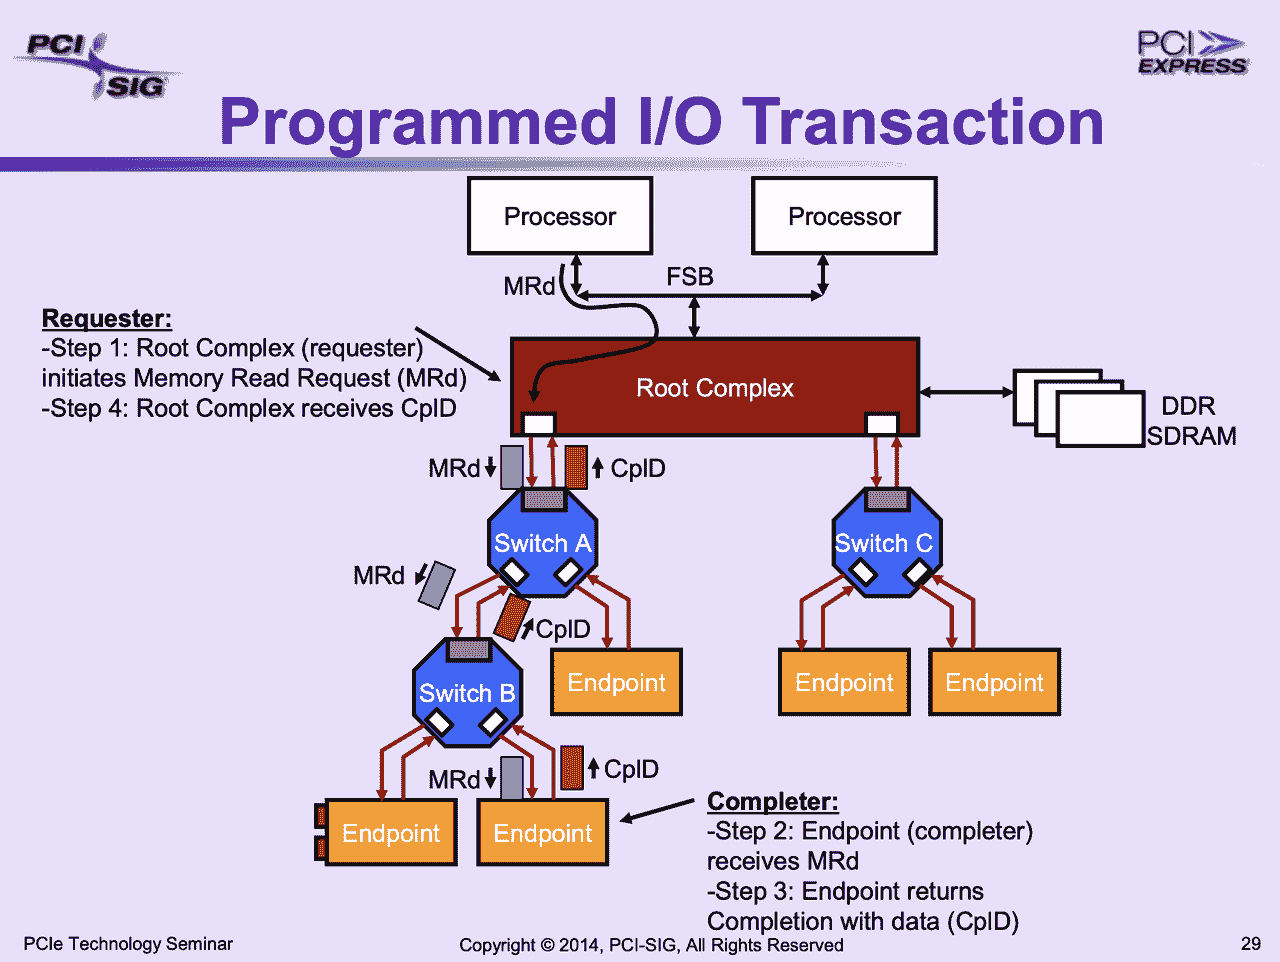 PCI
SIG
PCI
EXPRESS
Programmed I/O Transaction
Processor
Processor
MRd
FSB
Requester:
-Step 1: Root Complex (requester)
initiates Memory Read Request (MRd)
-Step 4: Root Complex receives CplD
Root Complex
DDR
SDRAM
MRd
CplD
Switch A
Switch C
MRd
CplD
Endpoint
Endpoint
Endpoint
Switch B
MRd
CplD
Endpoint
Endpoint
Completer:
-Step 2: Endpoint (completer)
receives MRd
-Step 3: Endpoint returns
Completion with data (CplD)
PCIe Technology Seminar
Copyright © 2014, PCI-SIG, All Rights Reserved
29